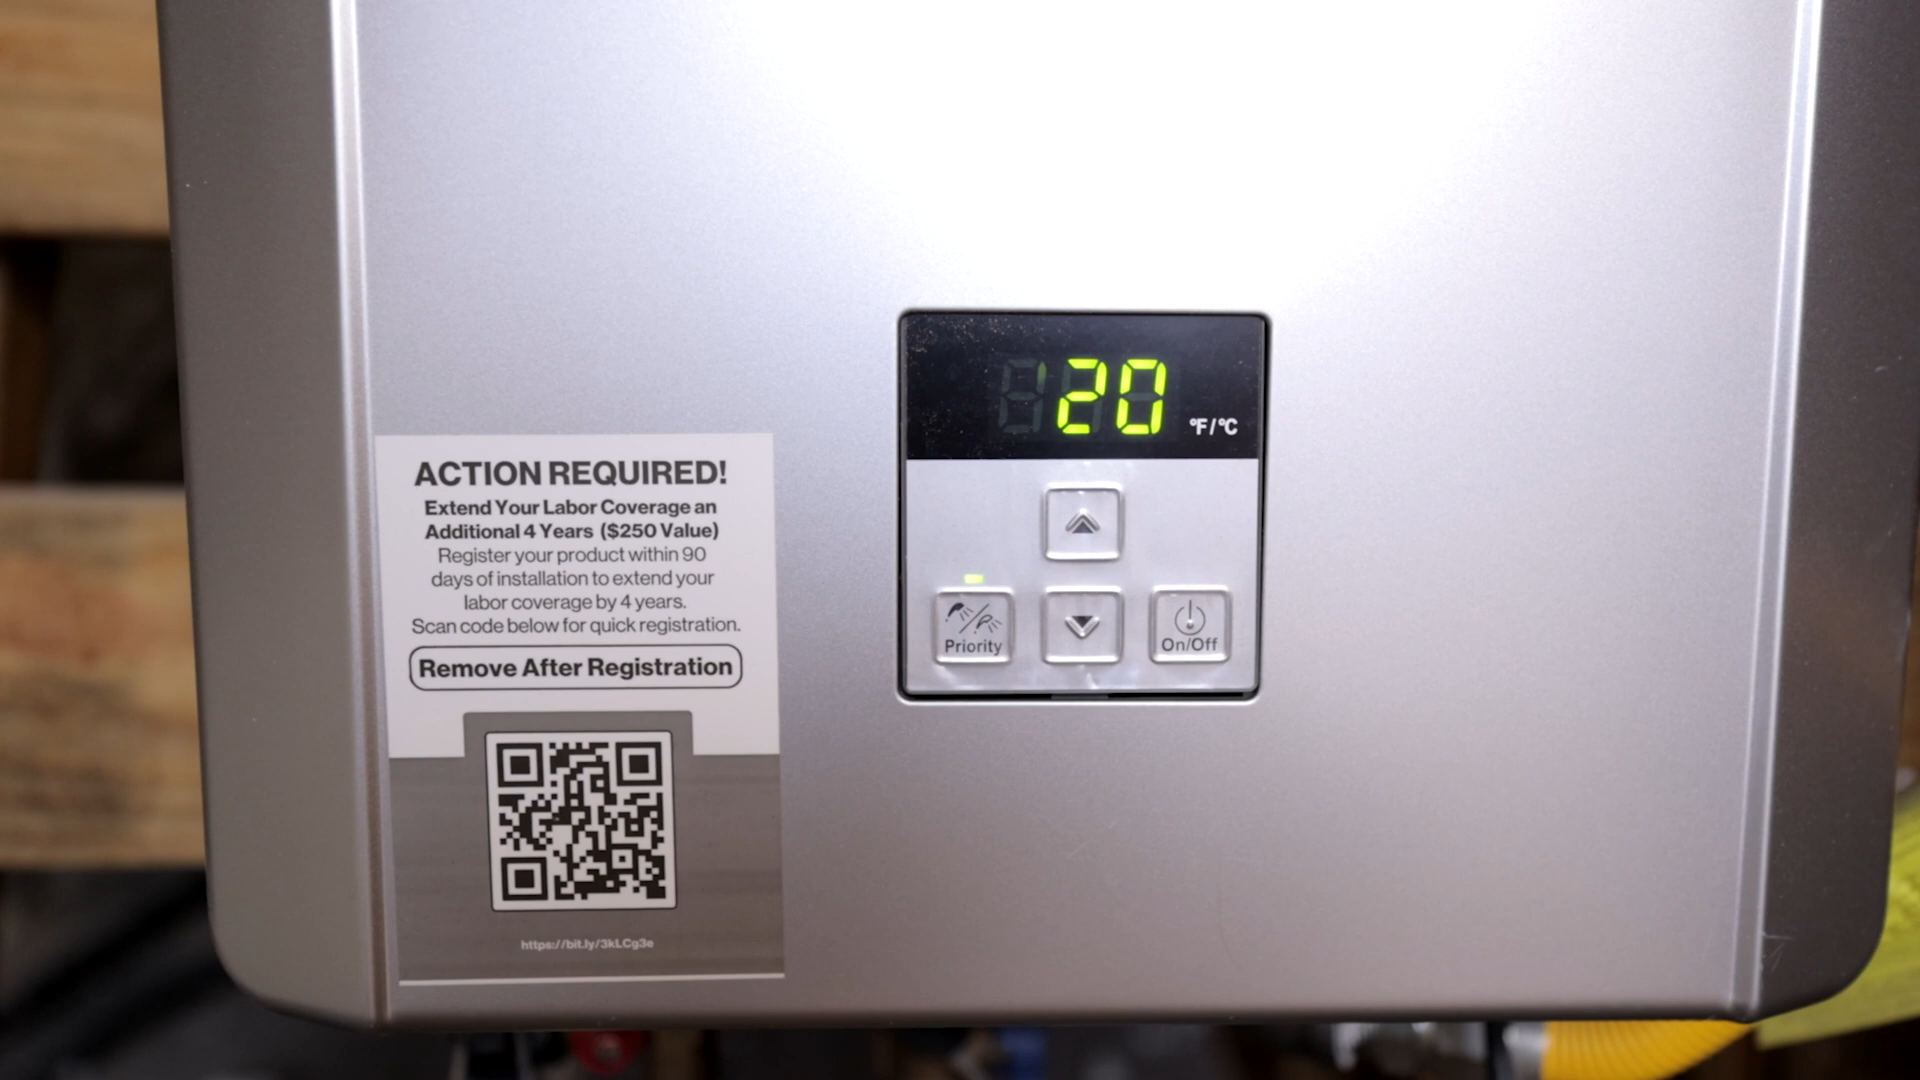 ACTION REQUIRED!
Extend Your Labor Coverage an
Additional 4 Years ($250 Value)
Register your product within 90
days of installation to extend your
labor coverage by 4 years.
Scan code below for quick registration.
Remove After Registration
https://bit.ly/3kLCg3e
20
°F/°C
Priority
On/Off